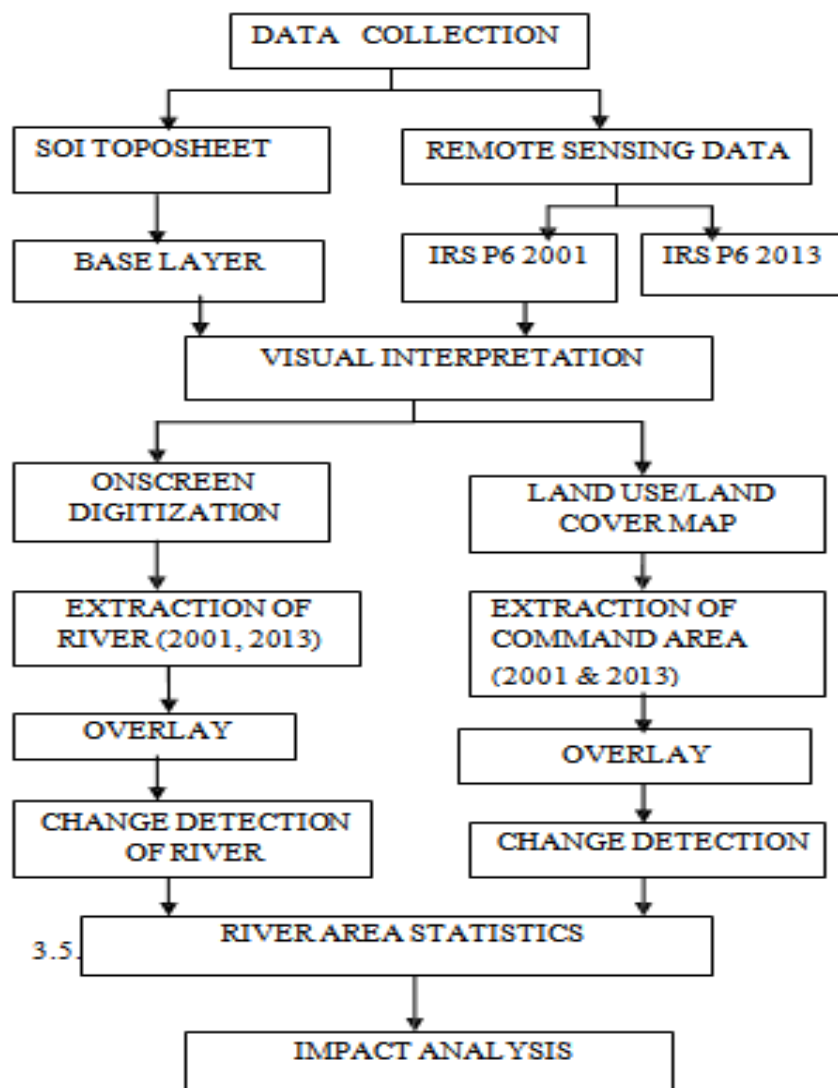 DATA COLLECTION
SOI TOPOSHEET
REMOTE SENSING DATA
BASE LAYER
IRS P6 2001
IRS P6 2013
VISUAL INTERPRETATION
ONSCREEN
DIGITIZATION
LAND USE/LAND
COVER MAP
EXTRACTION OF
RIVER (2001, 2013)
EXTRACTION OF
COMMAND AREA
(2001 & 2013)
OVERLAY
OVERLAY
CHANGE DETECTION
OF RIVER
CHANGE DETECTION
RIVER AREA STATISTICS
3.5.
IMPACT ANALYSIS